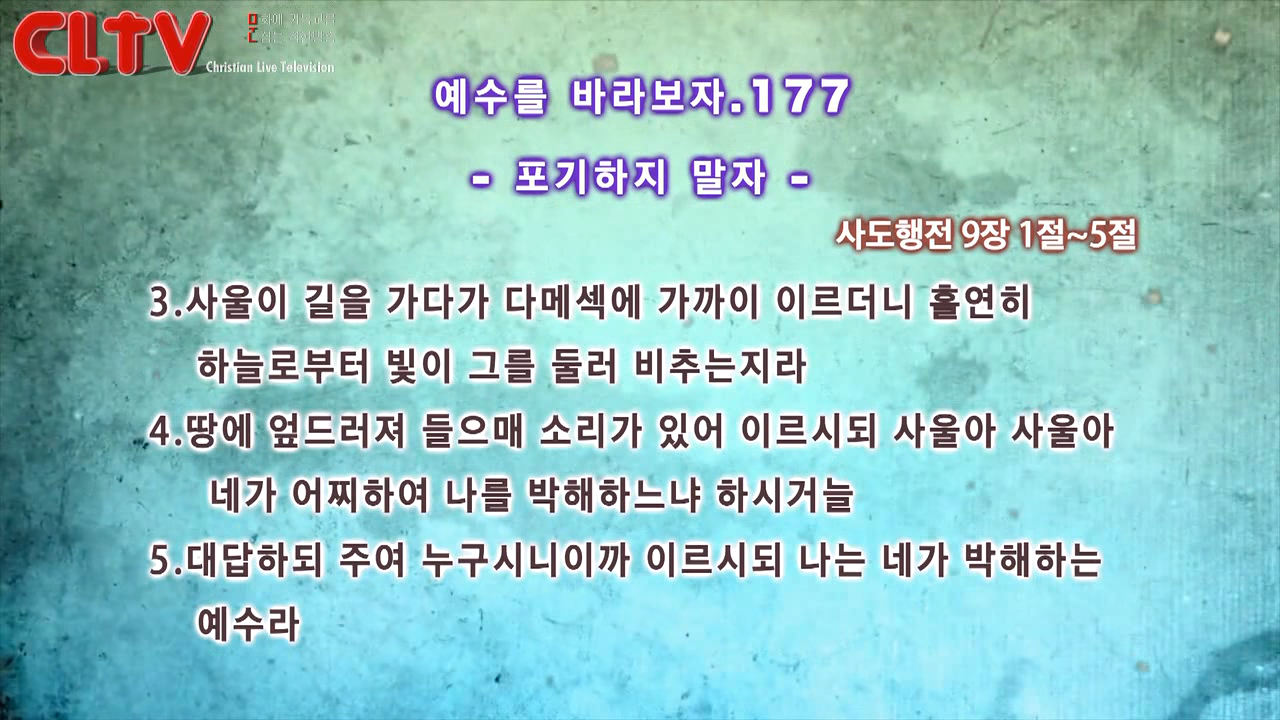 CLTV
Christian Live Television
예수를 바라보자.177
- 포기하지 말자 -
사도행전 9장 1절~5절
3.사울이 길을 가다가 다메섹에 가까이 이르더니 홀연히
하늘로부터 빛이 그를 둘러 비추는지라
4.땅에 엎드러져 들으매 소리가 있어 이르시되 사울아 사울아
네가 어찌하여 나를 박해하느냐 하시거늘
5.대답하되 주여 누구시니이까 이르시되 나는 네가 박해하는
예수라